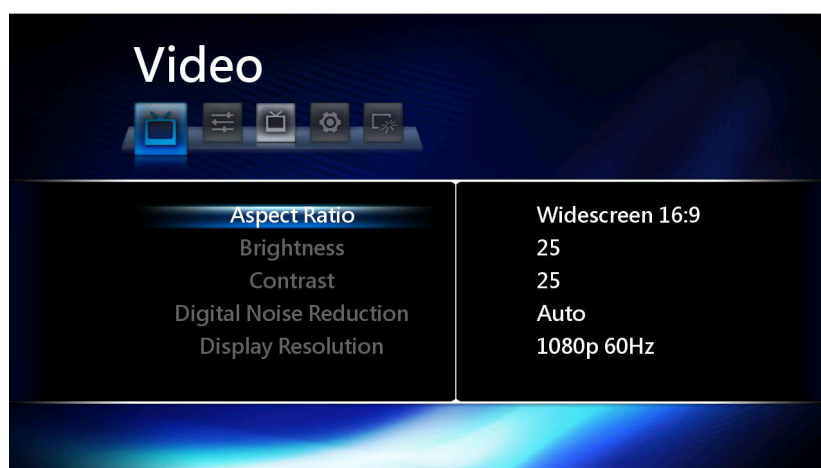 Video
Aspect Ratio Widescreen 16:9
Brightness 25
Contrast 25
Digital Noise Reduction Auto
Display Resolution 1080p 60Hz